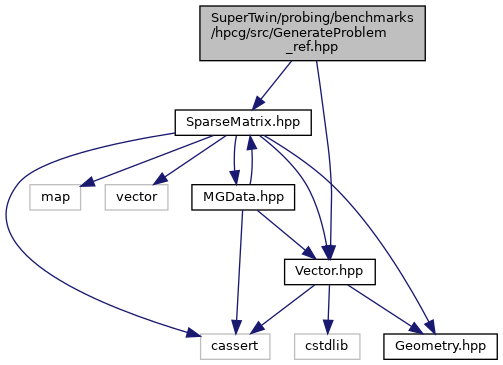 SuperTwin/probing/benchmarks
/hpcg/src/GenerateProblem
_ref.hpp
SparseMatrix.hpp
map
vector
MGData.hpp
Vector.hpp
cassert
cstdlib
Geometry.hpp